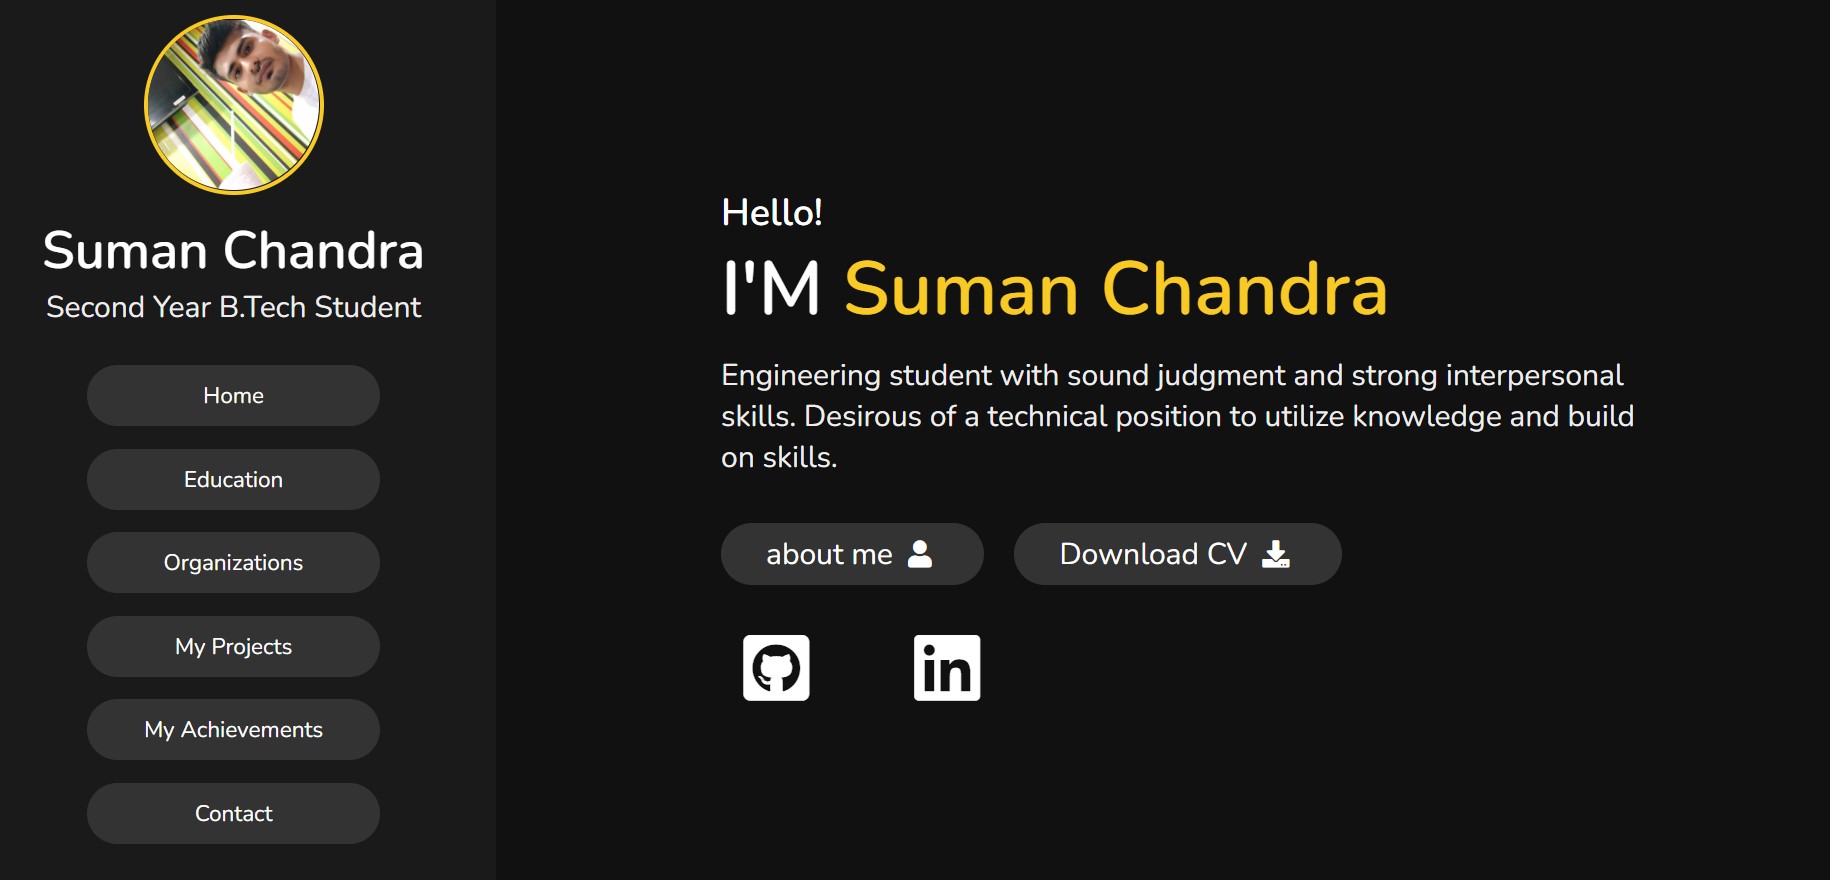 Suman Chandra
Second Year B.Tech Student
Home
Education
Organizations
My Projects
My Achievements
Contact
Hello!
I'M Suman Chandra
Engineering student with sound judgment and strong interpersonal
skills. Desirous of a technical position to utilize knowledge and build
on skills.
about me
Download CV
in